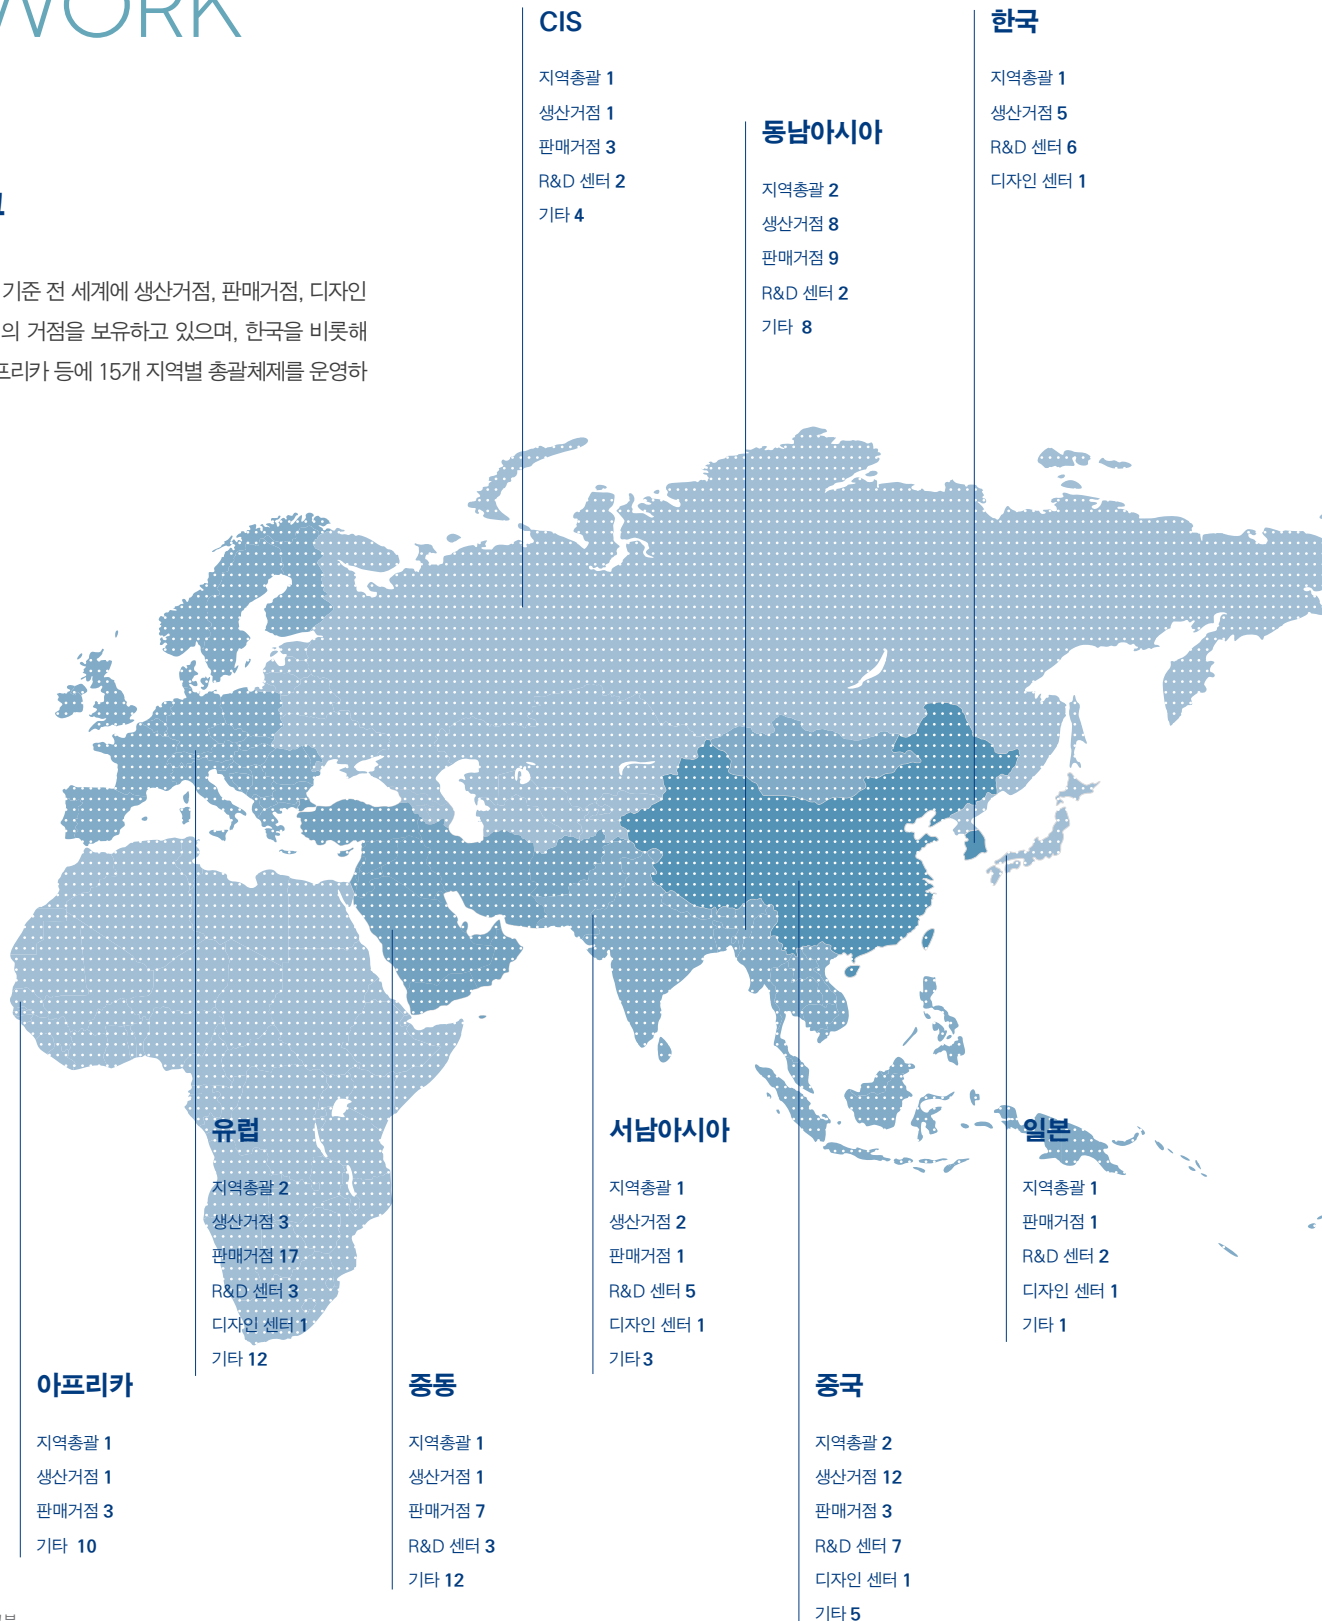 WORK
기준 전 세계에 생산거점, 판매거점, 디자인
의 거점을 보유하고 있으며, 한국을 비롯해
프리카 등에 15개 지역별 총괄체제를 운영하
CIS
지역총괄 1
생산거점 1
판매거점 3
R&D 센터 2
기타 4
동남아시아
지역총괄 2
생산거점 8
판매거점 9
R&D 센터 2
기타 8
한국
지역총괄 1
생산거점 5
R&D 센터 6
디자인 센터 1
유럽
지역총괄 2
생산거점 3
판매거점 17
R&D 센터 3
디자인 센터 1
기타 12
서남아시아
지역총괄 1
생산거점 2
판매거점 1
R&D 센터 5
디자인 센터 1
기타 3
일본
지역총괄 1
판매거점 1
R&D 센터 2
디자인 센터 1
기타 1
아프리카
지역총괄 1
생산거점 1
판매거점 3
기타 10
중동
지역총괄 1
생산거점 1
판매거점 7
R&D 센터 3
기타 12
중국
지역총괄 2
생산거점 12
판매거점 3
R&D 센터 7
디자인 센터 1
기타 5